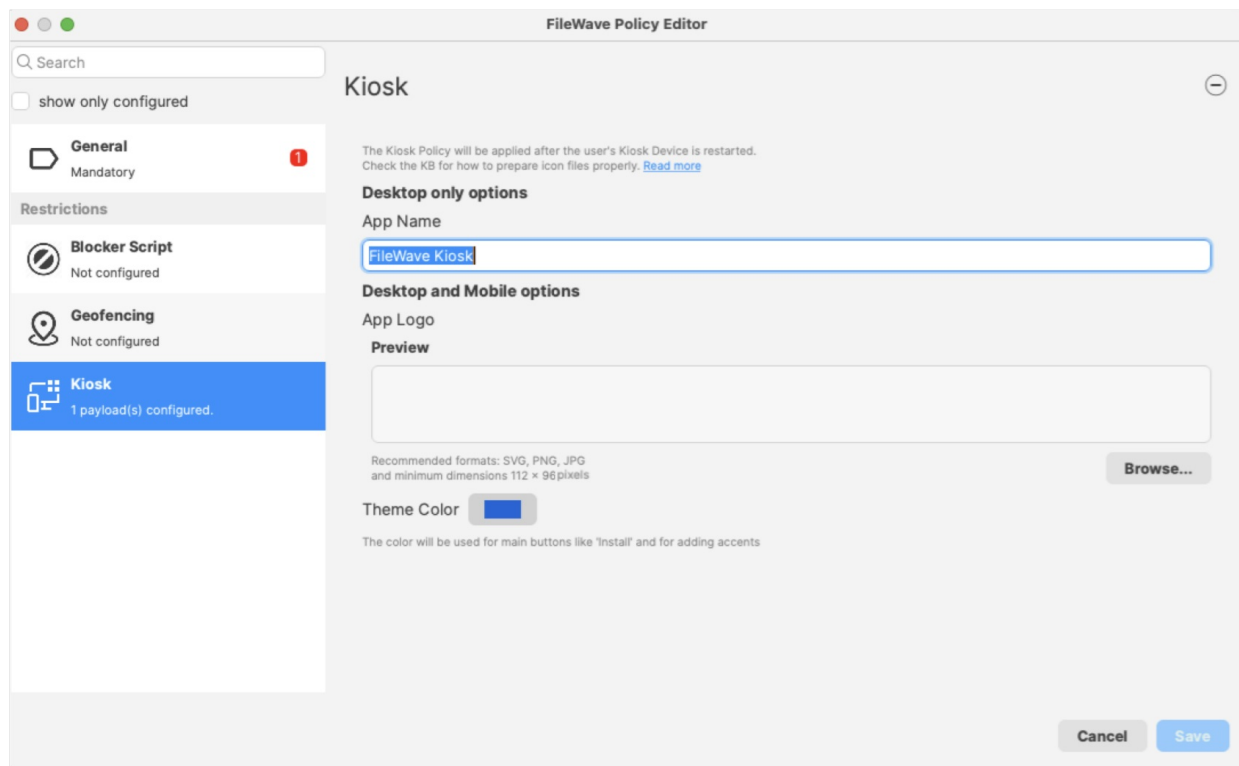 FileWave Policy Editor
Search
show only configured
General
Mandatory
1
Restrictions
Blocker Script
Not configured
Geofencing
Not configured
Kiosk
1 payload(s) configured.
Kiosk
The Kiosk Policy will be applied after the user's Kiosk Device is restarted.
Check the KB for how to prepare icon files properly. Read more
Desktop only options
App Name
FileWave Kiosk
Desktop and Mobile options
App Logo
Preview
Recommended formats: SVG, PNG, JPG
and minimum dimensions 112 × 96 pixels
Browse...
Theme Color
The color will be used for main buttons like 'Install' and for adding accents
Cancel
Save